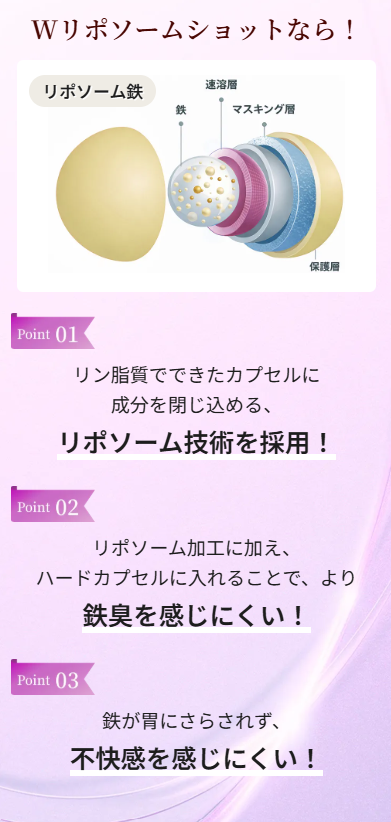 Wリポソームショットなら！
リポソーム鉄
速溶層
鉄
マスキング層
保護層
Point 01
リン脂質でできたカプセルに
成分を閉じ込める、
リポソーム技術を採用！
Point 02
リポソーム加工に加え、
ハードカプセルに入れることで、より
鉄臭を感じにくい！
Point 03
鉄が胃にさらされず、
不快感を感じにくい！